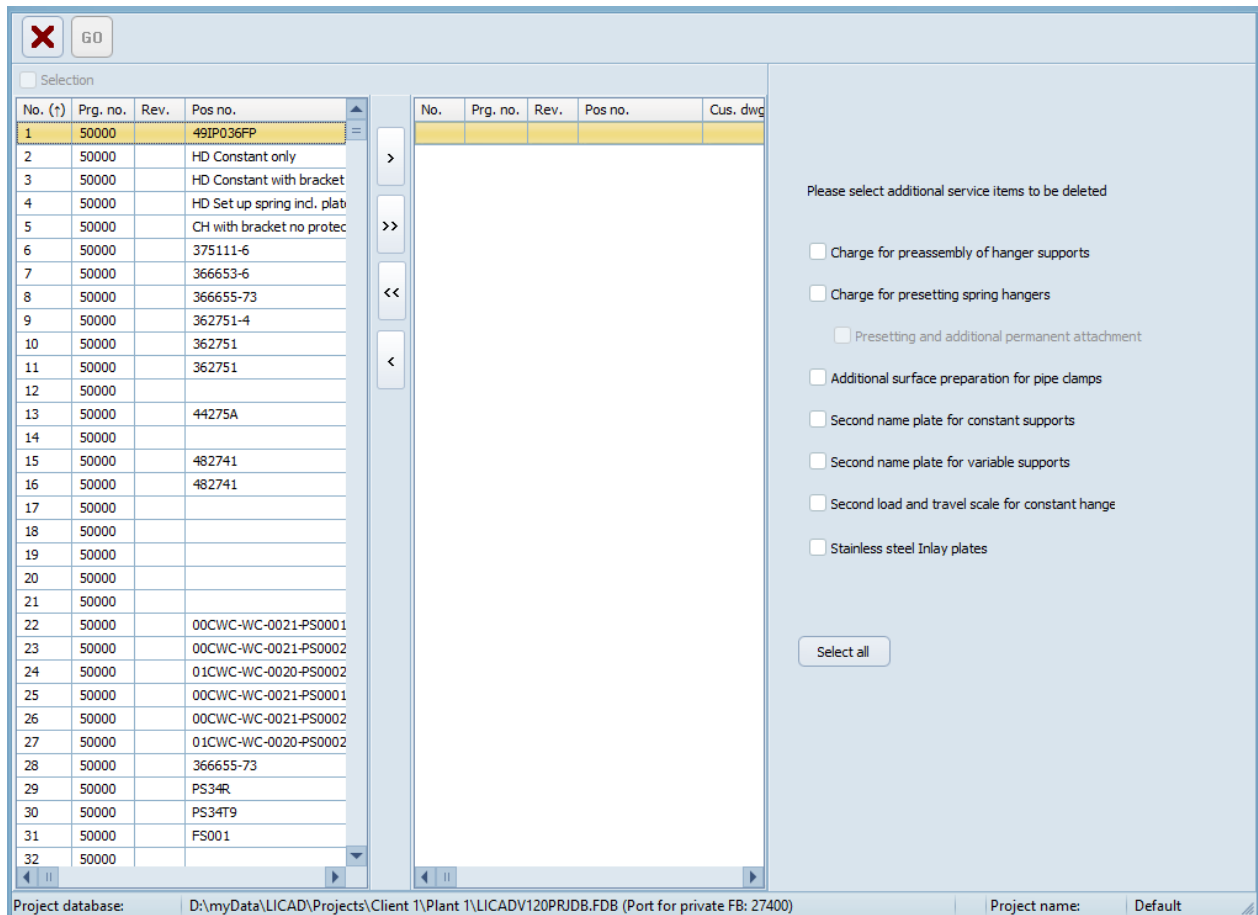 GO
Selection
No. (↑) Prg. no. Rev. Pos no.
1 50000 49IP036FP
2 50000 HD Constant only
3 50000 HD Constant with bracket
4 50000 HD Set up spring incl. plat
5 50000 CH with bracket no protec
6 50000 375111-6
7 50000 366653-6
8 50000 366655-73
9 50000 362751-4
10 50000 362751
11 50000 362751
12 50000
13 50000 44275A
14 50000
15 50000 482741
16 50000 482741
17 50000
18 50000
19 50000
20 50000
21 50000
22 50000 00CWC-WC-0021-PS0001
23 50000 00CWC-WC-0021-PS0002
24 50000 01CWC-WC-0020-PS0002
25 50000 00CWC-WC-0021-PS0001
26 50000 00CWC-WC-0021-PS0002
27 50000 01CWC-WC-0020-PS0002
28 50000 366655-73
29 50000 PS34R
30 50000 PS34T9
31 50000 FS001
32 50000
>
>>
<<
<
No. Prg. no. Rev. Pos no. Cus. dwg
Please select additional service items to be deleted
Charge for preassembly of hanger supports
Charge for presetting spring hangers
Presetting and additional permanent attachment
Additional surface preparation for pipe clamps
Second name plate for constant supports
Second name plate for variable supports
Second load and travel scale for constant hange
Stainless steel Inlay plates
Select all
Project database: D:\myData\LICAD\Projects\Client 1\Plant 1\LICADV120PRJDB.FDB (Port for private FB: 27400) Project name: Default